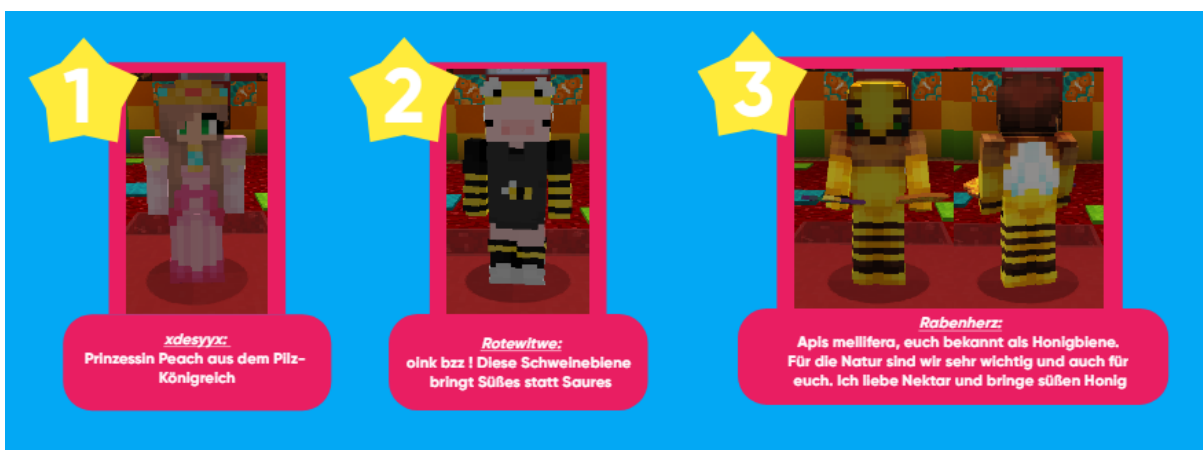 1
xdesyyx:
Prinzessin Peach aus dem Pilz-
Königreich
2
Rotewitwe:
oink bzz ! Diese Schweinebiene
bringt Süßes statt Saures
3
Rabenherz:
Apis mellifera, euch bekannt als Honigbiene.
Für die Natur sind wir sehr wichtig und auch für
euch. Ich liebe Nektar und bringe süßen Honig